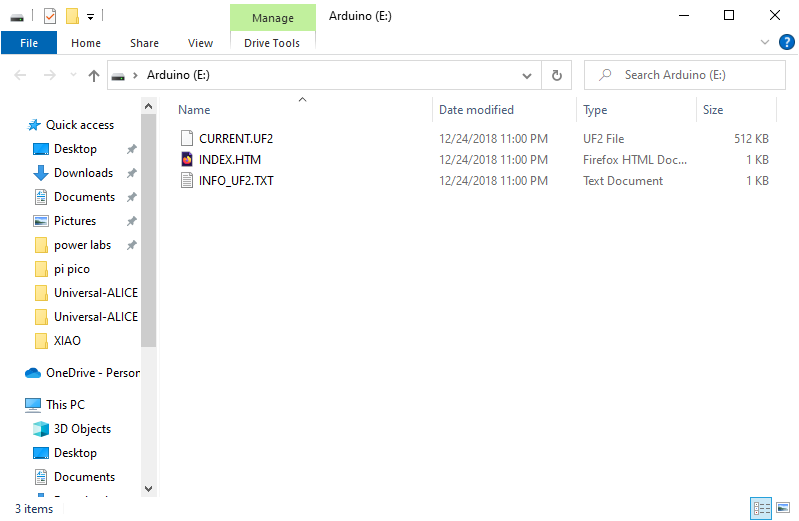 Manage
Arduino (E:)
File
Home
Share
View
Drive Tools
Arduino (E:)
Search Arduino (E:)
Name
Date modified
Type
Size
Quick access
Desktop
Downloads
Documents
Pictures
power labs
pi pico
Universal-ALICE
Universal-ALICE
XIAO
OneDrive - Person
This PC
3D Objects
Desktop
Documents
CURRENT.UF2 12/24/2018 11:00 PM UF2 File 512 KB
INDEX.HTM 12/24/2018 11:00 PM Firefox HTML Doc... 1 KB
INFO_UF2.TXT 12/24/2018 11:00 PM Text Document 1 KB
3 items